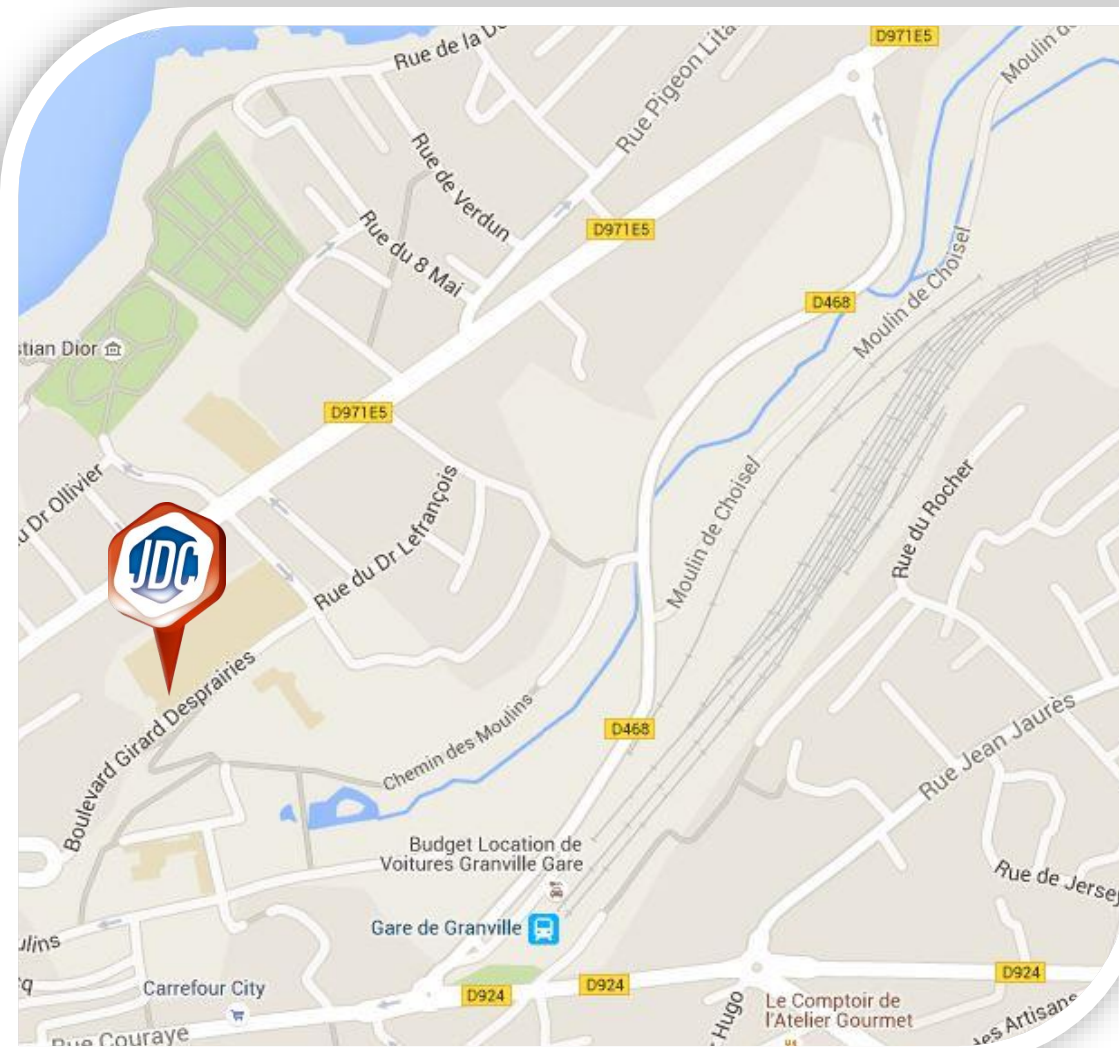 D971E5
Rue de la
Moulin de
Rue Pigeon
Rue de Verdun
D971E5
Rue du 8 Mai
Moulin de Choisel
D468
tian Dior
D971E5
Dr Ollivier
Rue du Dr Lefrançois
Moulin de Choisel
Rue du Rocher
JDC
Boulevard Girard Desprairies
Chemin des Moulins
D468
Rue Jean Jaurès
Budget Location de
Voitures Granville Gare
Rue de Jersey
Gare de Granville
ulins
Carrefour City
D924
D924
D924
Le Comptoir de
l'Atelier Gourmet
Hugo
es Artisans
Rue Couraye